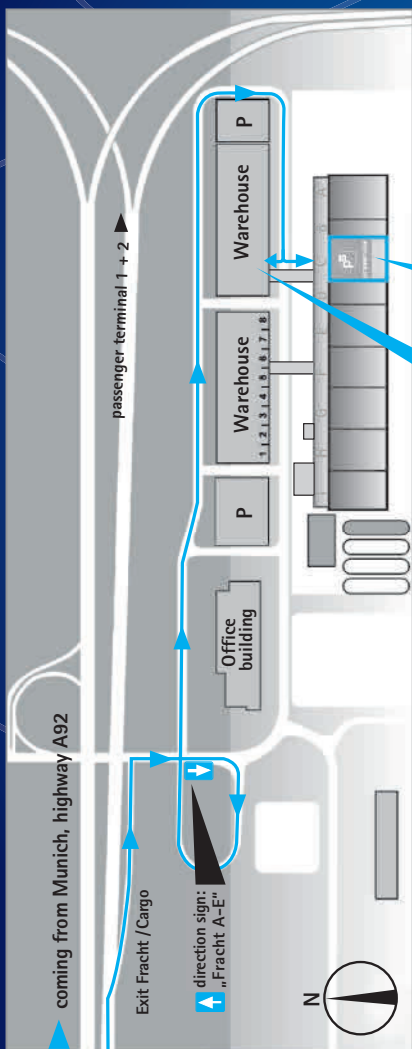 coming from Munich, highway A92
passenger terminal 1 + 2
Exit Fracht / Cargo
direction sign:
„Fracht A–E"
Office
building
P
Warehouse
1 2 3 4 5 6 7 8
Warehouse
P
I H G F E D C B A
N